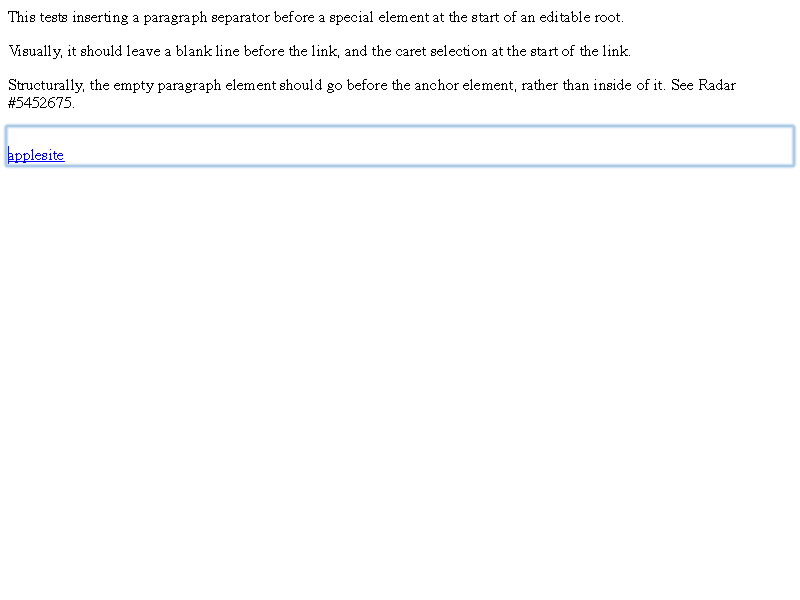 This tests inserting a paragraph separator before a special element at the start of an editable root.
Visually, it should leave a blank line before the link, and the caret selection at the start of the link.
Structurally, the empty paragraph element should go before the anchor element, rather than inside of it. See Radar
#5452675.
applesite